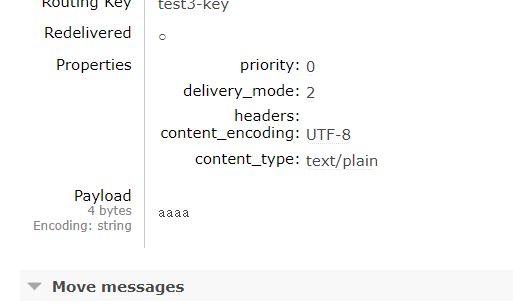 Routing Key test3-key
Redelivered ○
Properties priority: 0
delivery_mode: 2
headers:
content_encoding: UTF-8
content_type: text/plain
Payload
4 bytes
Encoding: string
aaaa
Move messages